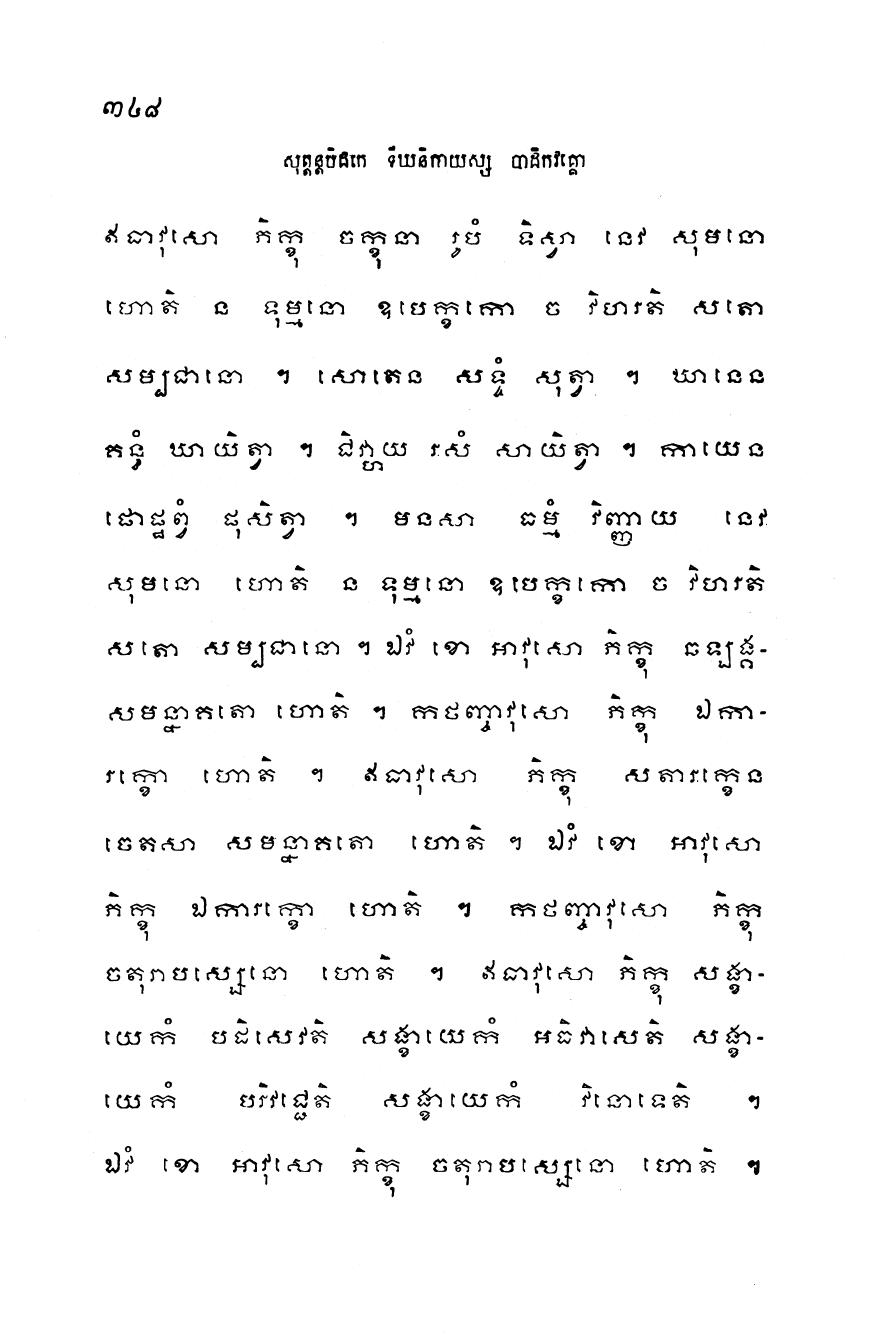 ៣៤៨
សុត្តន្តបិដកេ ទីឃនិកាយស្ស បាដិកវគ្គោ
ឥធាវុសោ ភិក្ខុ ចក្ខុនា រូបំ ទិស្វា នេវ សុមនោ
ហោតិ ន ទុម្មនោ ឧបេក្ខកោ ច វិហរតិ សតោ
សម្បជានោ ។ សោតេន សទ្ទំ សុត្វា ។ ឃានេន
គន្ធំ ឃាយិត្វា ។ ជិវ្ហាយ រសំ សាយិត្វា ។ កាយេន
ផោដ្ឋព្វំ ផុសិត្វា ។ មនសា ធម្មំ វិញ្ញាយ នេវ
សុមនោ ហោតិ ន ទុម្មនោ ឧបេក្ខកោ ច វិហរតិ
សតោ សម្បជានោ ។ ឯវំ ខោ អាវុសោ ភិក្ខុ ឆឡង្គ-
សមន្នាគតោ ហោតិ ។ កថញ្ចាវុសោ ភិក្ខុ ឯកា-
រក្ខោ ហោតិ ។ ឥធាវុសោ ភិក្ខុ សតារក្ខេន
ចេតសា សមន្នាគតោ ហោតិ ។ ឯវំ ខោ អាវុសោ
ភិក្ខុ ឯការក្ខោ ហោតិ ។ កថញ្ចាវុសោ ភិក្ខុ
ចតុរាបស្សេនោ ហោតិ ។ ឥធាវុសោ ភិក្ខុ សង្ខា-
យេកំ បដិសេវតិ សង្ខាយេកំ អធិវាសេតិ សង្ខា-
យេកំ បរិវជ្ជេតិ សង្ខាយេកំ វិនោទេតិ ។
ឯវំ ខោ អាវុសោ ភិក្ខុ ចតុរាបស្សេនោ ហោតិ ។